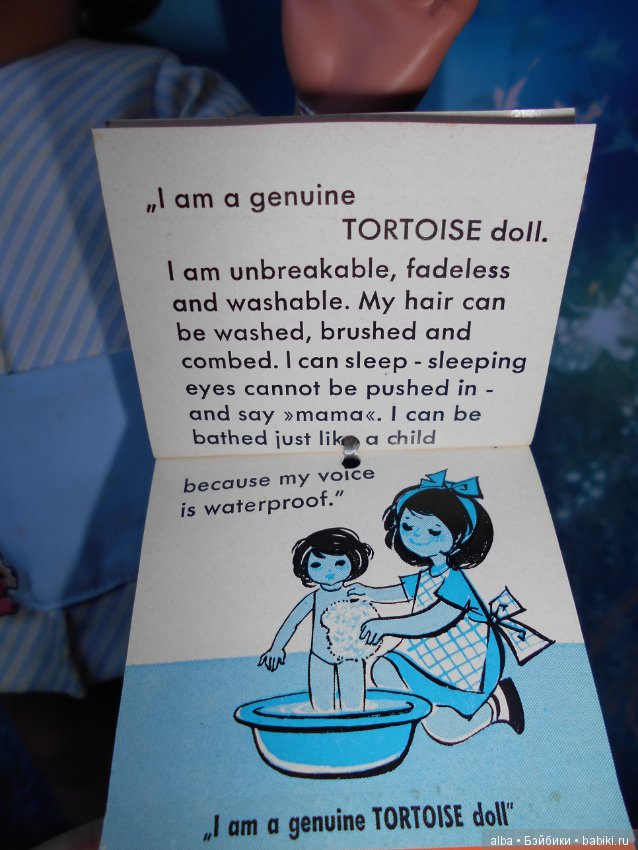 „I am a genuine
TORTOISE doll.
I am unbreakable, fadeless
and washable. My hair can
be washed, brushed and
combed. I can sleep - sleeping
eyes cannot be pushed in -
and say »mama«. I can be
bathed just like a child
because my voice
is waterproof.”
„I am a genuine TORTOISE doll"
alba • Бэйбики • babiki.ru